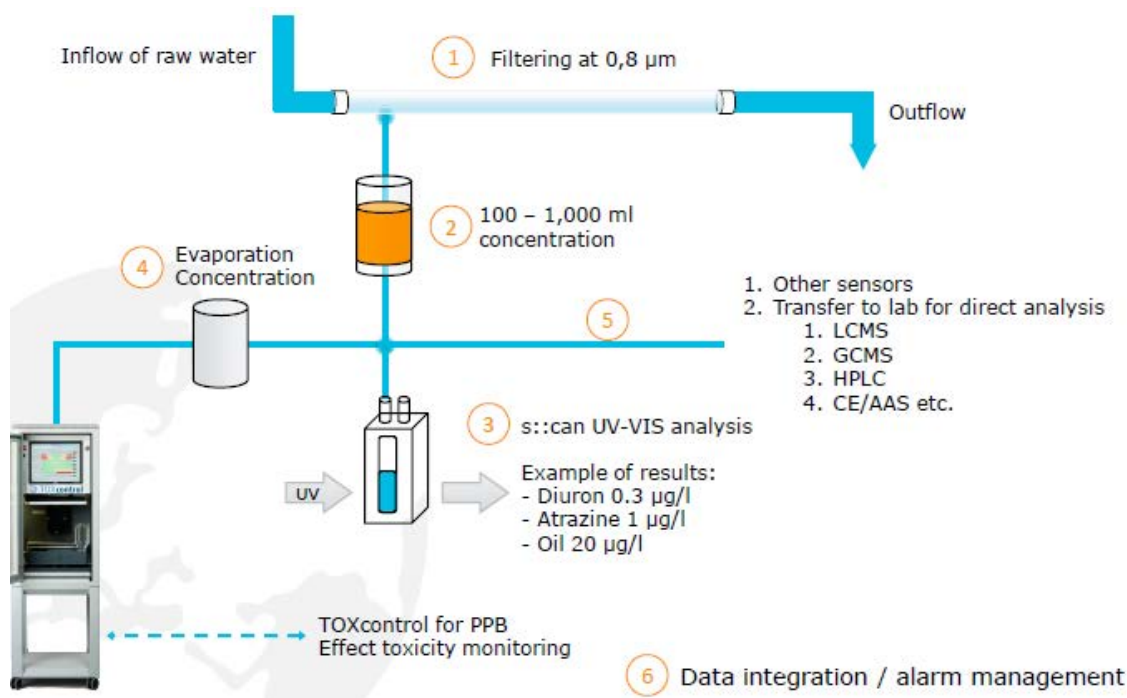 Inflow of raw water
1
Filtering at 0,8 µm
Outflow
2
100 – 1,000 ml
concentration
4
Evaporation
Concentration
5
1. Other sensors
2. Transfer to lab for direct analysis
1. LCMS
2. GCMS
3. HPLC
4. CE/AAS etc.
3
s::can UV-VIS analysis
UV
Example of results:
- Diuron 0.3 µg/l
- Atrazine 1 µg/l
- Oil 20 µg/l
TOXcontrol
TOXcontrol for PPB
Effect toxicity monitoring
6
Data integration / alarm management